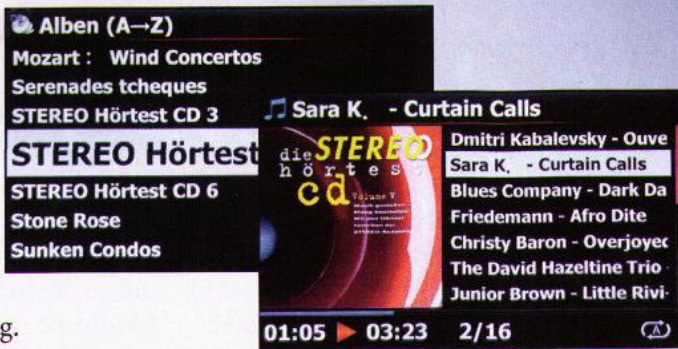 Alben (A→Z)
Mozart : Wind Concertos
Serenades tcheques
STEREO Hörtest CD 3
STEREO Hörtest
STEREO Hörtest CD 6
Stone Rose
Sunken Condos
Sara K. - Curtain Calls
die STEREO
hörtest
cd
Volume V
Dmitri Kabalevsky - Ouve
Sara K. - Curtain Calls
Blues Company - Dark Da
Friedemann - Afro Dite
Christy Baron - Overjoyed
The David Hazeltine Trio
Junior Brown - Little Rivi-
01:05 03:23 2/16
g.